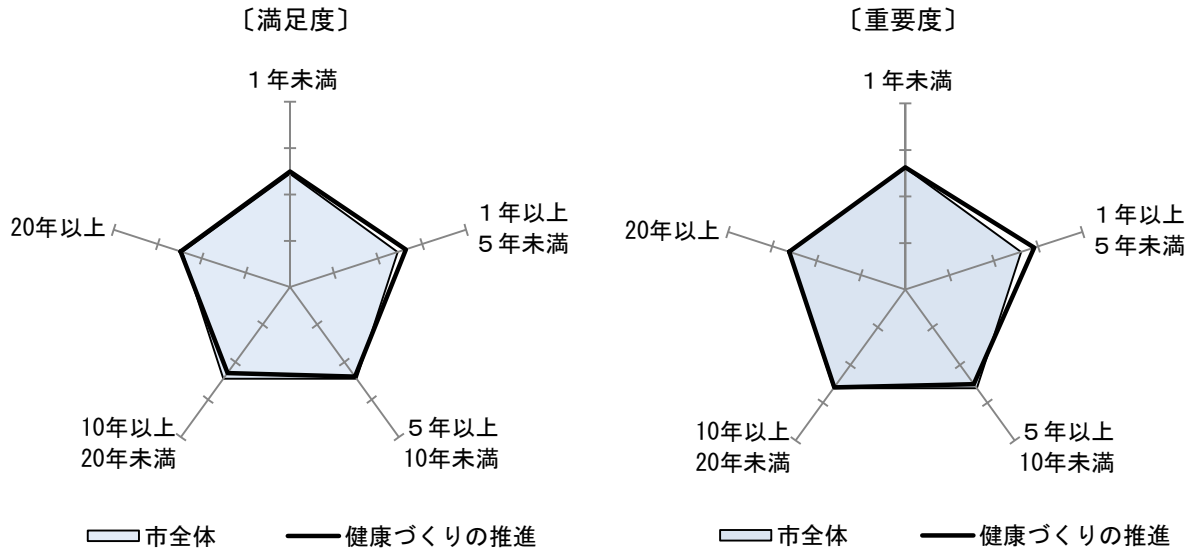 〔満足度〕
１年未満
１年以上
５年未満
５年以上
10年未満
10年以上
20年未満
20年以上
市全体
健康づくりの推進
〔重要度〕
１年未満
１年以上
５年未満
５年以上
10年未満
10年以上
20年未満
20年以上
市全体
健康づくりの推進